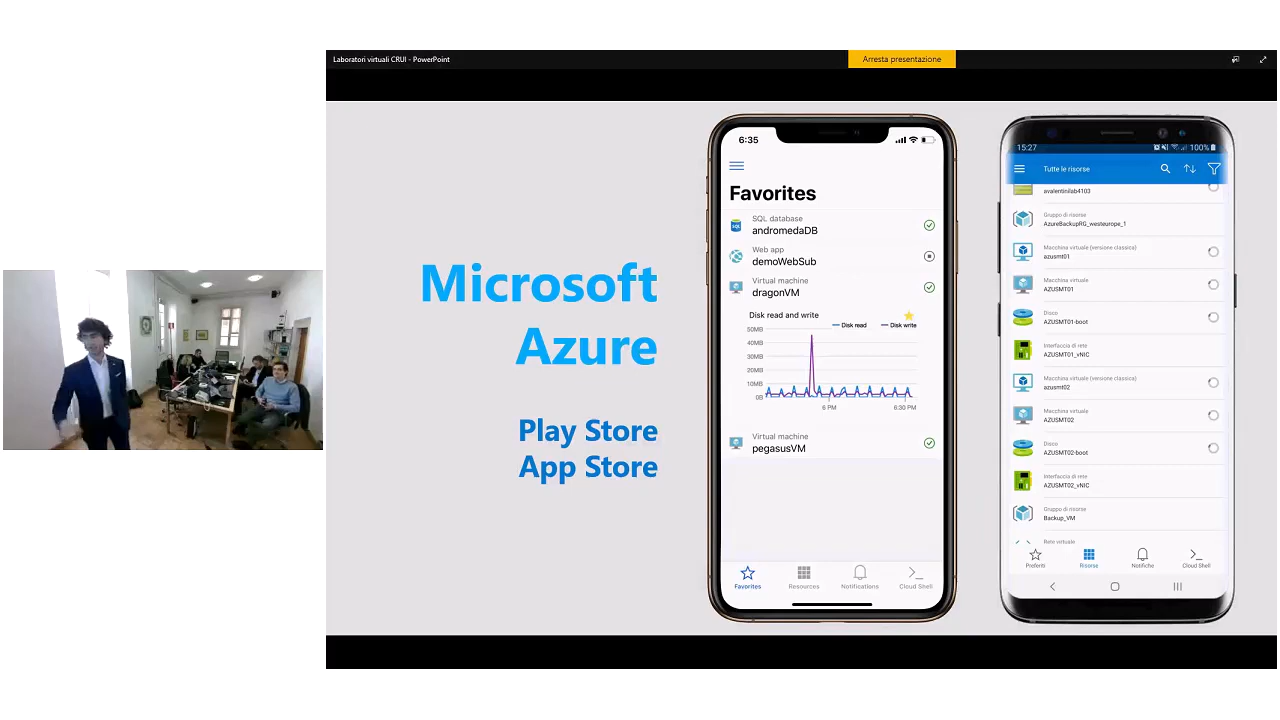 Laboratori virtuali CRUI - PowerPoint
Arresta presentazione
Microsoft
Azure
Play Store
App Store
6:35
Favorites
SQL database
andromedaDB
Web app
demoWebSub
Virtual machine
dragonVM
Disk read and write
50MB
Disk read
Disk write
40MB
30MB
20MB
10MB
0B
6 PM
6:30 PM
Virtual machine
pegasusVM
Favorites
Resources
Notifications
Cloud Shell
15:27
100%
Tutte le risorse
avalentinilab4103
Gruppo di risorse
AzureBackupRG_westeurope_1
Macchina virtuale (versione classica)
azusmt01
Macchina virtuale
AZUSMT01
Disco
AZUSMT01-boot
Interfaccia di rete
AZUSMT01_vNIC
Macchina virtuale (versione classica)
azusmt02
Macchina virtuale
AZUSMT02
Disco
AZUSMT02-boot
Interfaccia di rete
AZUSMT02_vNIC
Gruppo di risorse
Backup_VM
Rete virtuale
Preferiti
Risorse
Notifiche
Cloud Shell